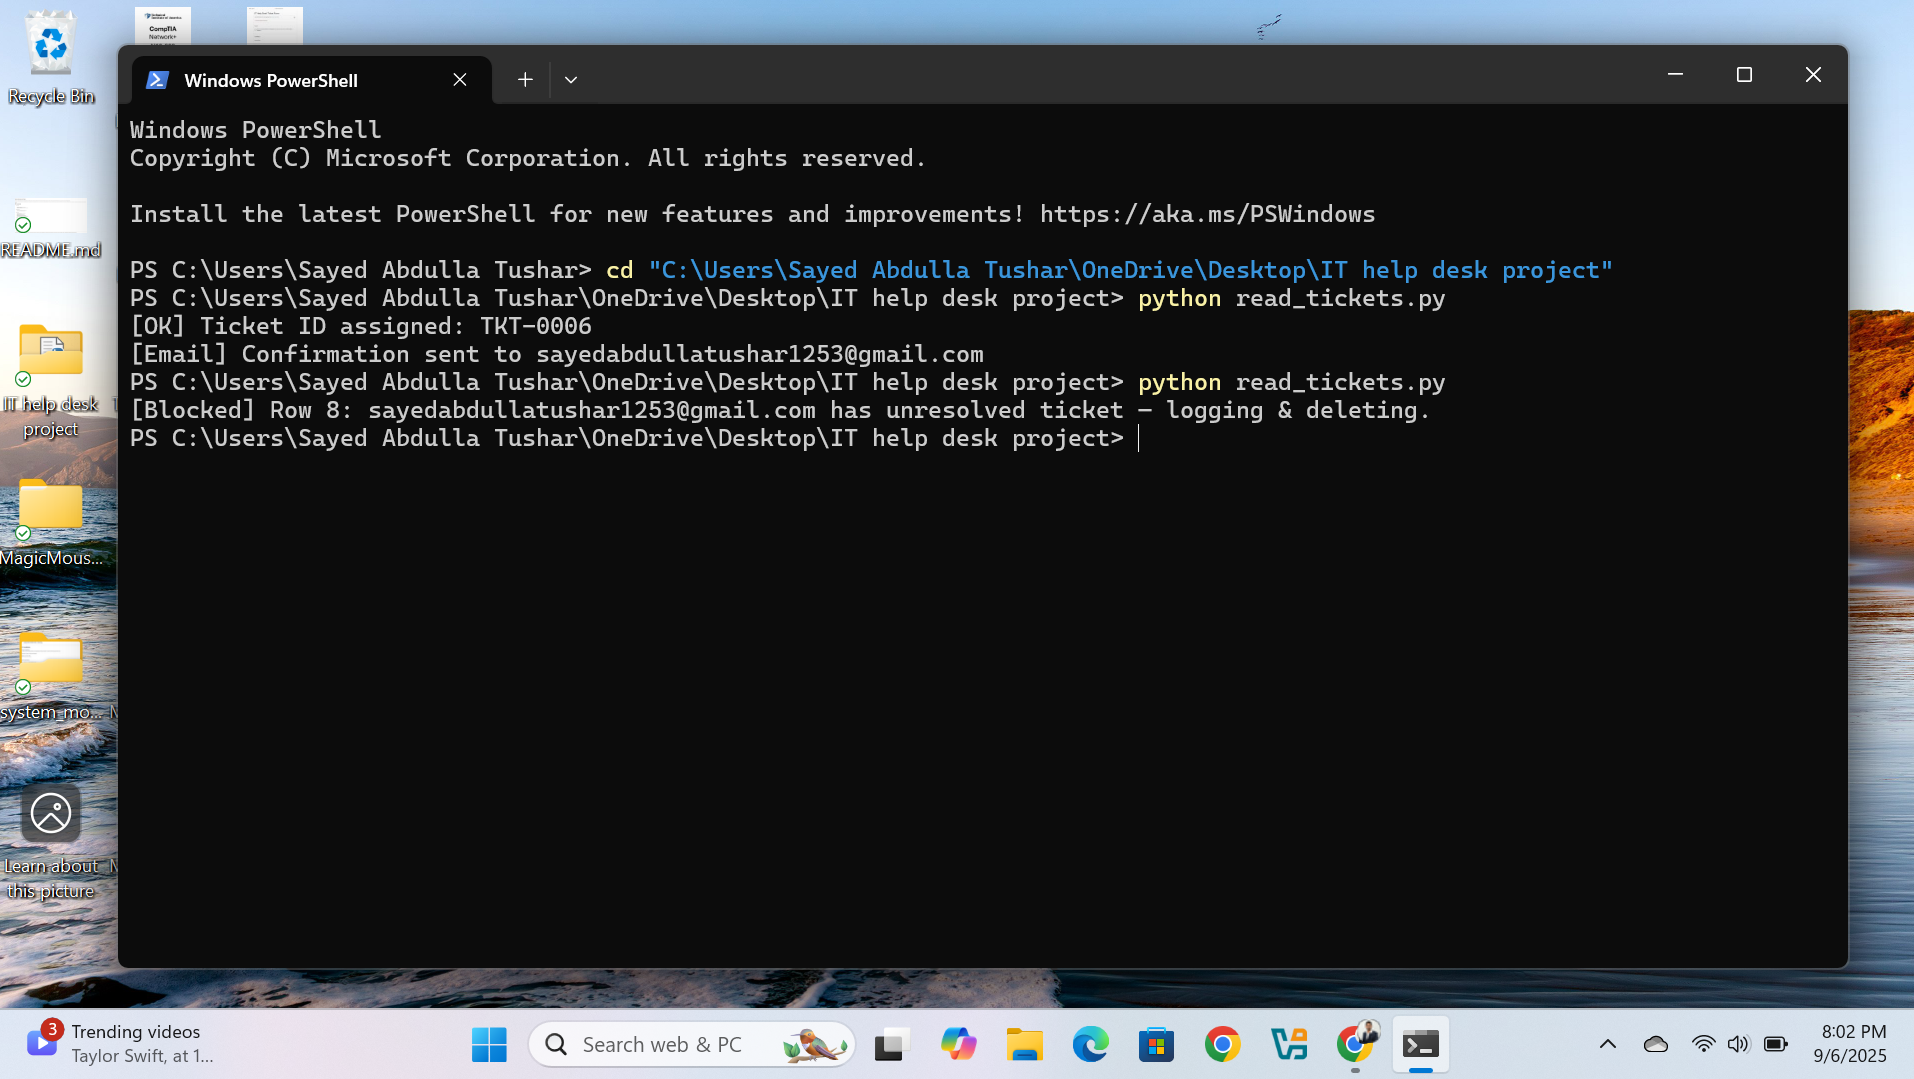 Recycle Bin
CompTIA
Network+
README.md
IT help desk
project
MagicMous...
system_mo...
Learn about
this picture
Windows PowerShell
Windows PowerShell
Copyright (C) Microsoft Corporation. All rights reserved.
Install the latest PowerShell for new features and improvements! https://aka.ms/PSWindows
PS C:\Users\Sayed Abdulla Tushar> cd "C:\Users\Sayed Abdulla Tushar\OneDrive\Desktop\IT help desk project"
PS C:\Users\Sayed Abdulla Tushar\OneDrive\Desktop\IT help desk project> python read_tickets.py
[OK] Ticket ID assigned: TKT-0006
[Email] Confirmation sent to sayedabdullatushar1253@gmail.com
PS C:\Users\Sayed Abdulla Tushar\OneDrive\Desktop\IT help desk project> python read_tickets.py
[Blocked] Row 8: sayedabdullatushar1253@gmail.com has unresolved ticket — logging & deleting.
PS C:\Users\Sayed Abdulla Tushar\OneDrive\Desktop\IT help desk project>
3
Trending videos
Taylor Swift, at 1...
Search web & PC
8:02 PM
9/6/2025